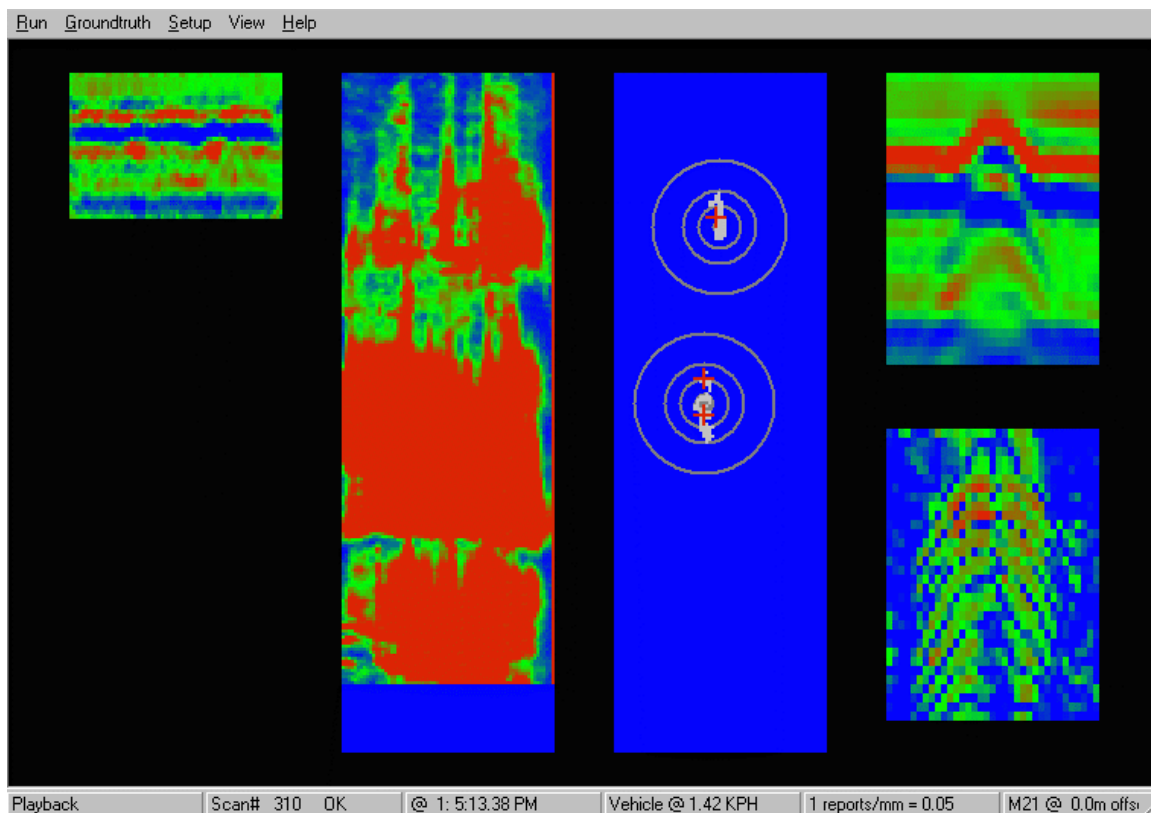 Run Groundtruth Setup View Help
Playback Scan# 310 OK @ 1: 5:13.38 PM Vehicle @ 1.42 KPH 1 reports/mm = 0.05 M21 @ 0.0m offs